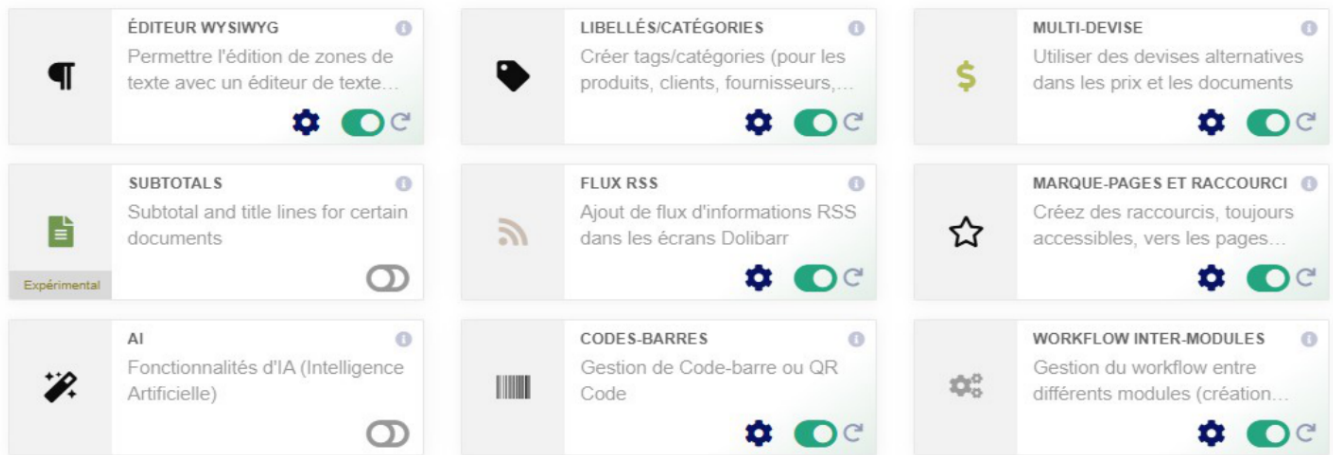 ÉDITEUR WYSIWYG
Permettre l'édition de zones de
texte avec un éditeur de texte...
LIBELLÉS/CATÉGORIES
Créer tags/catégories (pour les
produits, clients, fournisseurs,...
MULTI-DEVISE
Utiliser des devises alternatives
dans les prix et les documents
SUBTOTALS
Subtotal and title lines for certain
documents
Expérimental
FLUX RSS
Ajout de flux d'informations RSS
dans les écrans Dolibarr
MARQUE-PAGES ET RACCOURCI
Créez des raccourcis, toujours
accessibles, vers les pages...
AI
Fonctionnalités d'IA (Intelligence
Artificielle)
CODES-BARRES
Gestion de Code-barre ou QR
Code
WORKFLOW INTER-MODULES
Gestion du workflow entre
différents modules (création...